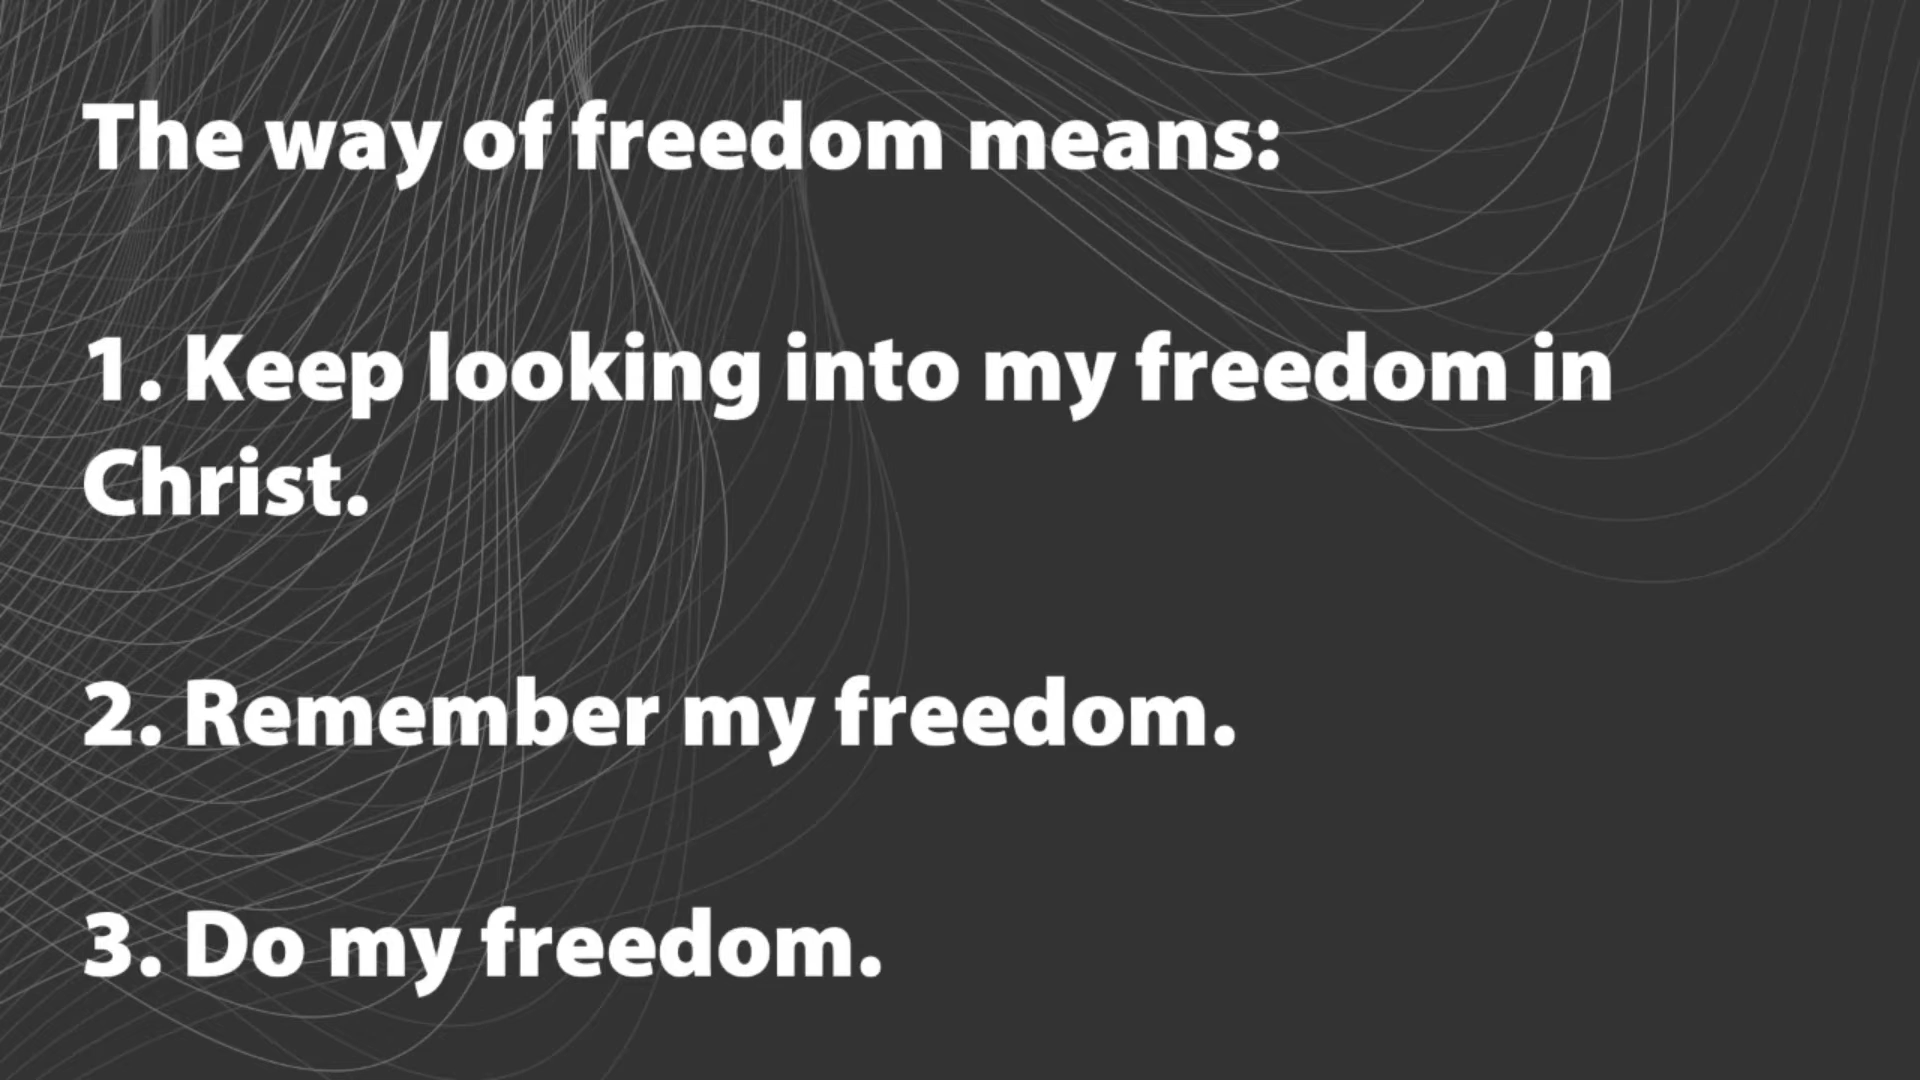 The way of freedom means:
1. Keep looking into my freedom in
Christ.
2. Remember my freedom.
3. Do my freedom.